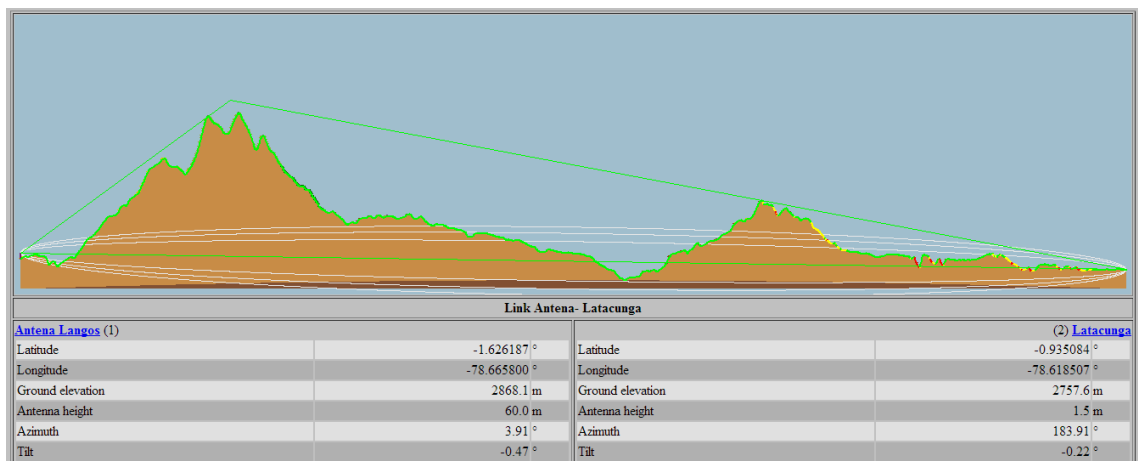 Link Antena- Latacunga
Antena Langos (1) (2) Latacunga
Latitude -1.626187 ° Latitude -0.935084 °
Longitude -78.665800 ° Longitude -78.618507 °
Ground elevation 2868.1 m Ground elevation 2757.6 m
Antenna height 60.0 m Antenna height 1.5 m
Azimuth 3.91 ° Azimuth 183.91 °
Tilt -0.47 ° Tilt -0.22 °